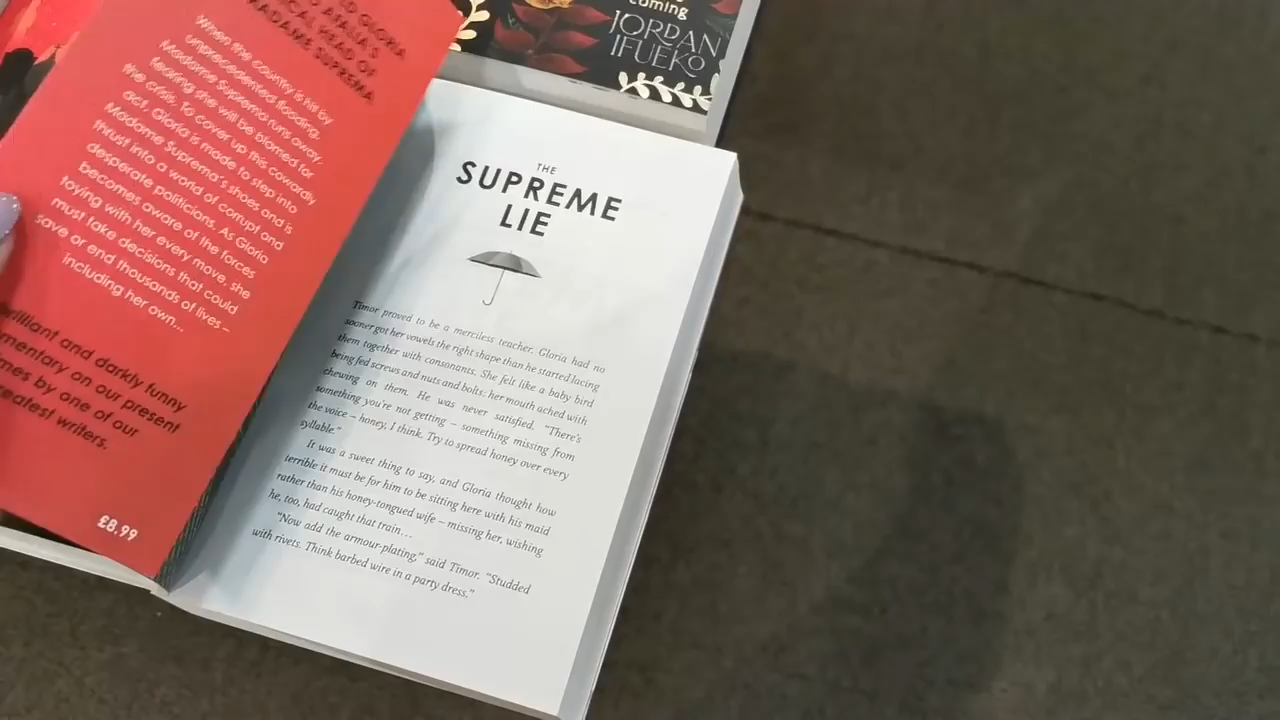 LD GLORIA
ICAL HEAD OF
MADAME SUPREMA
When the country is hit by
unprecedented flooding,
Madame Suprema runs away,
fearing she will be blamed for
the crisis. To cover up this cowardly
act, Gloria is made to step into
Madame Suprema's shoes and is
thrust into a world of corrupt and
desperate politicians. As Gloria
becomes aware of the forces
toying with her every move, she
must take decisions that could
save or end thousands of lives –
including her own...
brilliant and darkly funny
mentary on our present
mes by one of our
reatest writers.
£8.99
coming
JORDAN
IFUEKO
THE
SUPREME
LIE
Timor proved to be a merciless teacher. Gloria had no
sooner got her vowels the right shape than he started lacing
them together with consonants. She felt like a baby bird
being fed screws and nuts and bolts: her mouth ached with
chewing on them. He was never satisfied. "There's
something you're not getting – something missing from
the voice – honey, I think. Try to spread honey over every
syllable."
It was a sweet thing to say, and Gloria thought how
terrible it must be for him to be sitting here with his maid
rather than his honey-tongued wife – missing her, wishing
he, too, had caught that train...
"Now add the armour-plating," said Timor. "Studded
with rivets. Think barbed wire in a party dress."